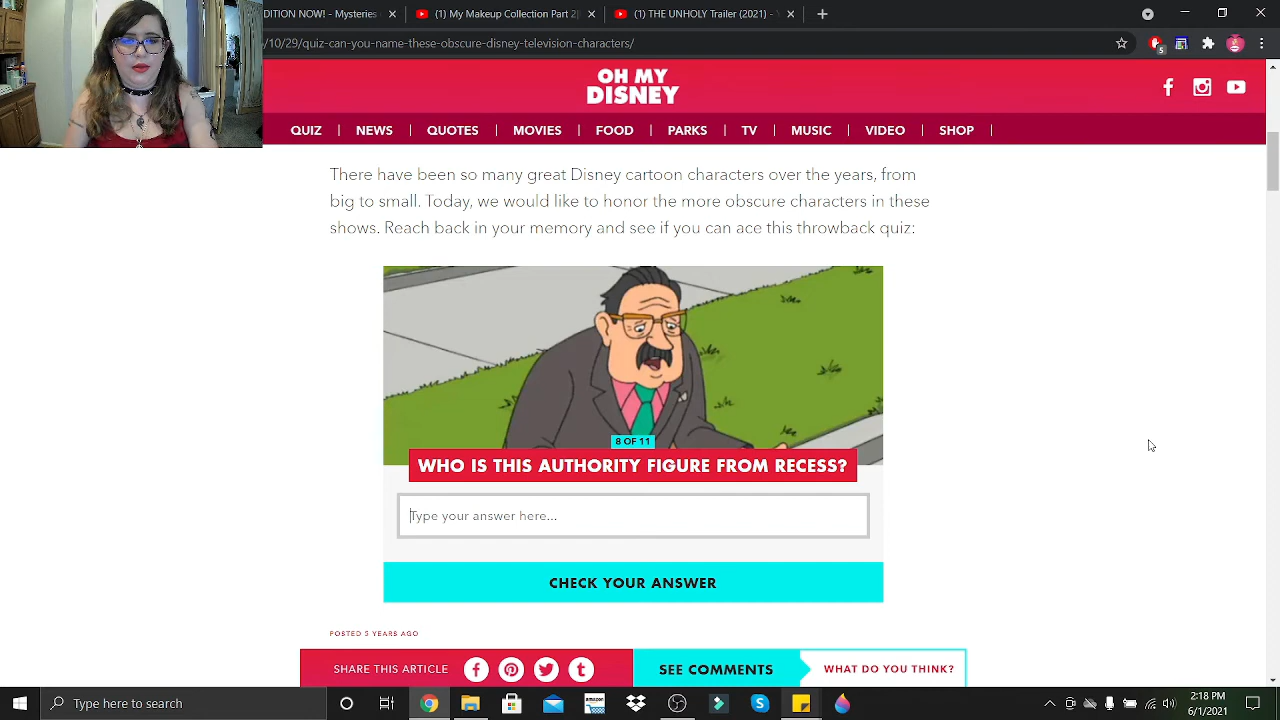 DITION NOW! - Mysteries
(1) My Makeup Collection Part 2|
(1) THE UNHOLY Trailer (2021) -
/10/29/quiz-can-you-name-these-obscure-disney-television-characters/
5
OH MY
DISNEY
QUIZ | NEWS | QUOTES | MOVIES | FOOD | PARKS | TV | MUSIC | VIDEO | SHOP |
There have been so many great Disney cartoon characters over the years, from
big to small. Today, we would like to honor the more obscure characters in these
shows. Reach back in your memory and see if you can ace this throwback quiz:
8 OF 11
WHO IS THIS AUTHORITY FIGURE FROM RECESS?
Type your answer here...
CHECK YOUR ANSWER
POSTED 5 YEARS AGO
SHARE THIS ARTICLE
SEE COMMENTS
WHAT DO YOU THINK?
Type here to search
amazon
2:18 PM
6/1/2021